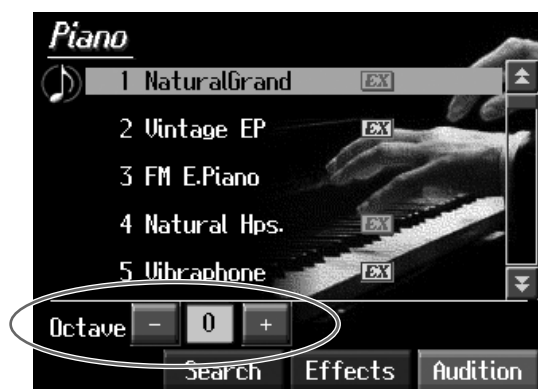 Piano
1 NaturalGrand EX
2 Vintage EP EX
3 FM E.Piano
4 Natural Hps. EX
5 Vibraphone EX
Octave - 0 +
Search Effects Audition